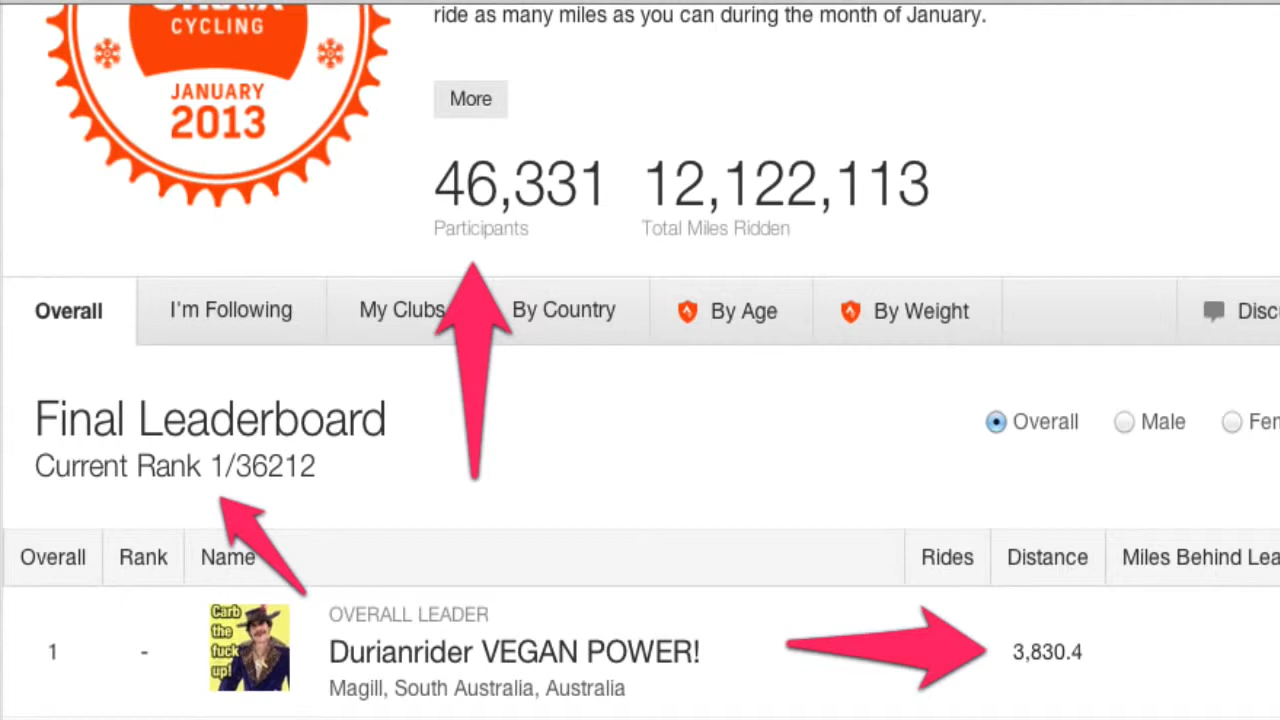 ride as many miles as you can during the month of January.
CYCLING
JANUARY
2013
More
46,331 12,122,113
Participants Total Miles Ridden
Overall I'm Following My Clubs By Country By Age By Weight
Final Leaderboard
Overall Male
Current Rank 1/36212
Overall Rank Name Rides Distance Miles Behind
Carb
the
fuck
up!
OVERALL LEADER
1 - Durianrider VEGAN POWER! 3,830.4
Magill, South Australia, Australia